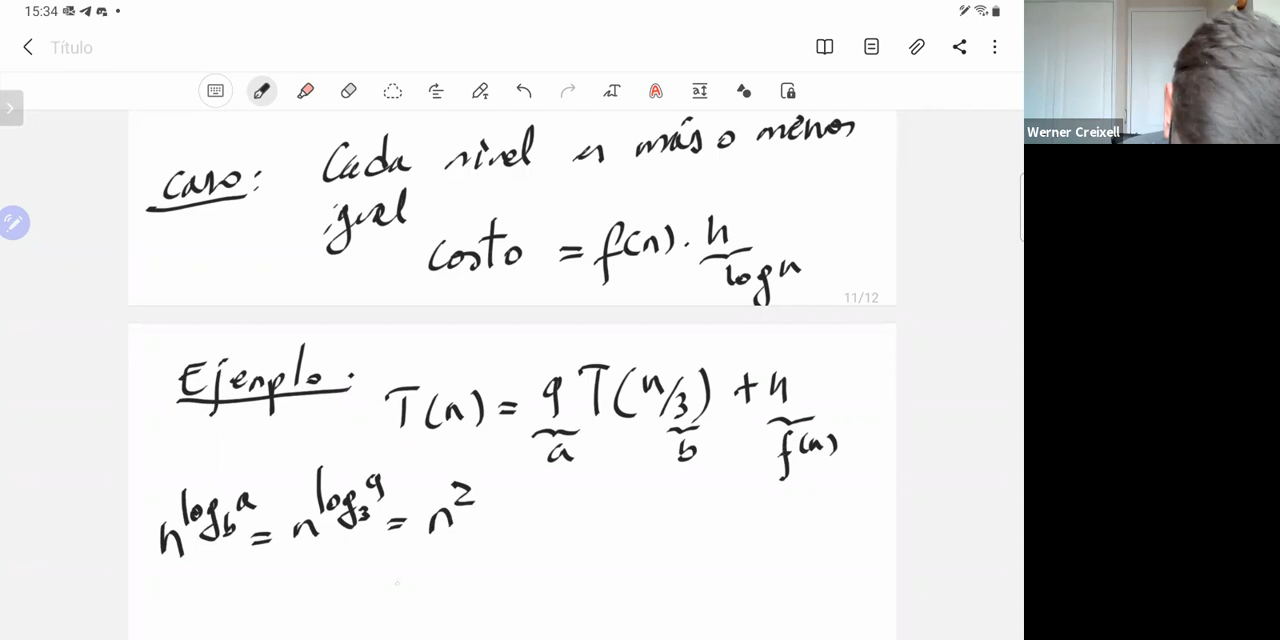 15:34
Título
Werner Creixell
Caso: Cada nivel es más o menos
igual
costo = f(n) . h
log n
11/12
Ejemplo: T(n) = 9 T(n/3) + n
a b f(n)
n^log_b a = n^log_3 9 = n^2